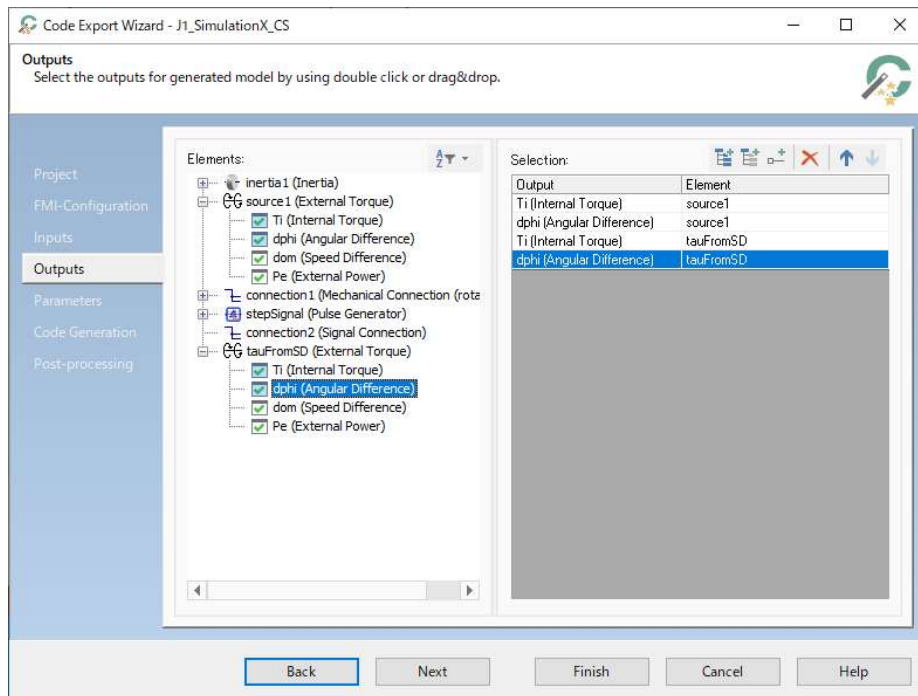 Code Export Wizard - J1_SimulationX_CS
Outputs
Select the outputs for generated model by using double click or drag&drop.
Project
FMI-Configuration
Inputs
Outputs
Parameters
Code Generation
Post-processing
Elements:
inertia1 (Inertia)
source1 (External Torque)
Ti (Internal Torque)
dphi (Angular Difference)
dom (Speed Difference)
Pe (External Power)
connection1 (Mechanical Connection (rota
stepSignal (Pulse Generator)
connection2 (Signal Connection)
tauFromSD (External Torque)
Ti (Internal Torque)
dphi (Angular Difference)
dom (Speed Difference)
Pe (External Power)
Selection:
Output Element
Ti (Internal Torque) source1
dphi (Angular Difference) source1
Ti (Internal Torque) tauFromSD
dphi (Angular Difference) tauFromSD
Back Next Finish Cancel Help